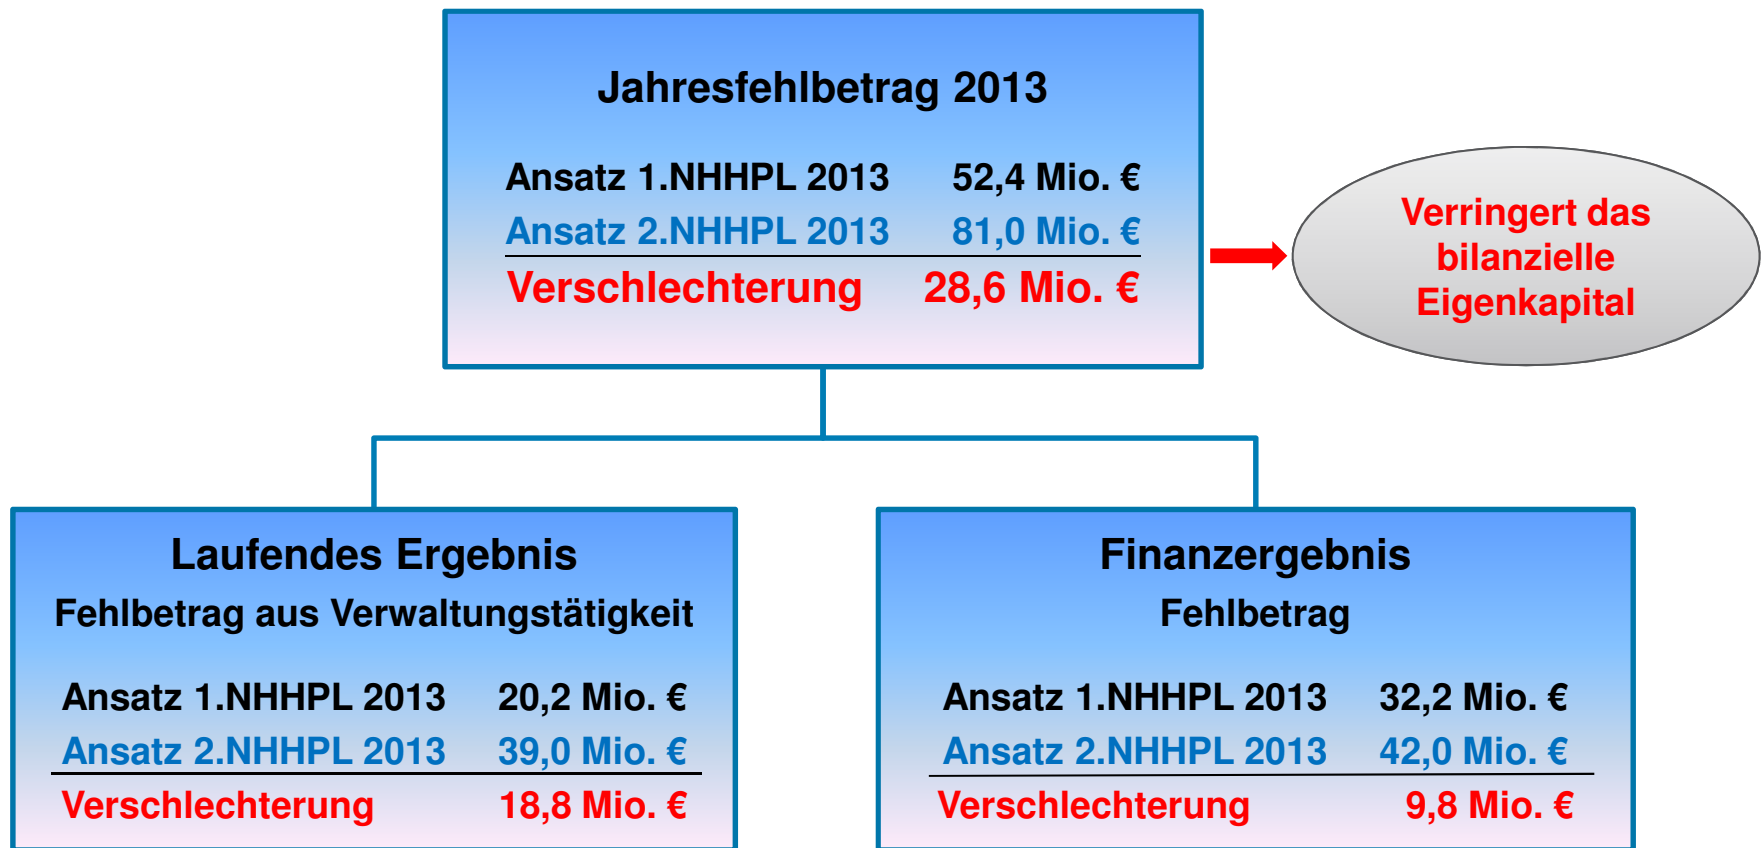 Jahresfehlbetrag 2013
Ansatz 1.NHHPL 2013 52,4 Mio. €
Ansatz 2.NHHPL 2013 81,0 Mio. €
Verschlechterung 28,6 Mio. €
Verringert das
bilanzielle
Eigenkapital
Laufendes Ergebnis
Fehlbetrag aus Verwaltungstätigkeit
Ansatz 1.NHHPL 2013 20,2 Mio. €
Ansatz 2.NHHPL 2013 39,0 Mio. €
Verschlechterung 18,8 Mio. €
Finanzergebnis
Fehlbetrag
Ansatz 1.NHHPL 2013 32,2 Mio. €
Ansatz 2.NHHPL 2013 42,0 Mio. €
Verschlechterung 9,8 Mio. €